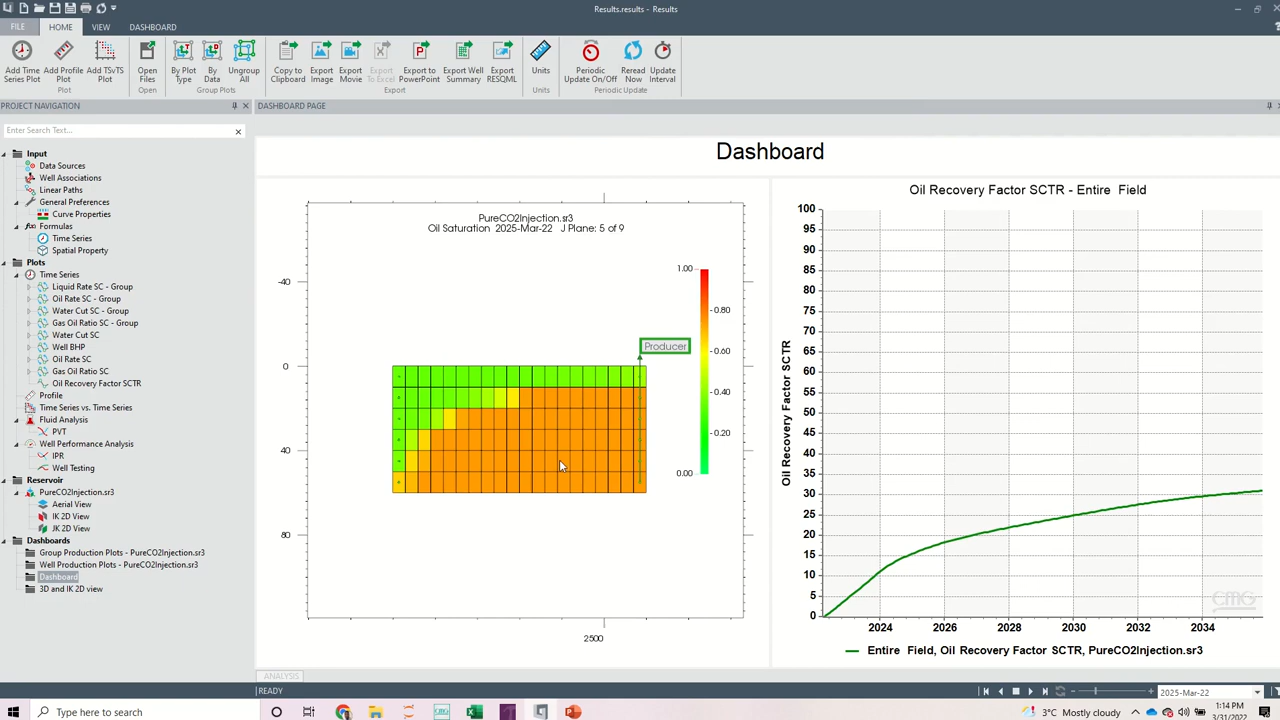 Results.results - Results
FILE HOME VIEW DASHBOARD
Add Time Series Plot
Add Profile Plot
Add TSvTS Plot
Open Files
By Plot Type
By Data
Ungroup All
Copy to Clipboard
Export Image
Export Movie
Export To Excel
Export to PowerPoint
Export Well Summary
Export RESQML
Units
Periodic Update On/Off
Reread Now
Update Interval
Plot Open Group Plots Export Units Periodic Update
PROJECT NAVIGATION
DASHBOARD PAGE
Enter Search Text...
Input
Data Sources
Well Associations
Linear Paths
General Preferences
Curve Properties
Formulas
Time Series
Spatial Property
Plots
Time Series
Liquid Rate SC - Group
Oil Rate SC - Group
Water Cut SC - Group
Gas Oil Ratio SC - Group
Water Cut SC
Well BHP
Oil Rate SC
Gas Oil Ratio SC
Oil Recovery Factor SCTR
Profile
Time Series vs. Time Series
Fluid Analysis
PVT
Well Performance Analysis
IPR
Well Testing
Reservoir
PureCO2Injection.sr3
Aerial View
IK 2D View
JK 2D View
Dashboards
Group Production Plots - PureCO2Injection.sr3
Well Production Plots - PureCO2Injection.sr3
Dashboard
3D and IK 2D view
Dashboard
PureCO2Injection.sr3
Oil Saturation 2025-Mar-22 J Plane: 5 of 9
-40
0
40
80
2500
Producer
1.00
0.80
0.60
0.40
0.20
0.00
Oil Recovery Factor SCTR - Entire Field
Oil Recovery Factor SCTR
100
95
90
85
80
75
70
65
60
55
50
45
40
35
30
25
20
15
10
5
0
2024 2026 2028 2030 2032 2034
CMG
Entire Field, Oil Recovery Factor SCTR, PureCO2Injection.sr3
ANALYSIS
READY
2025-Mar-22
Type here to search
3°C Mostly cloudy
1:14 PM
3/31/2022